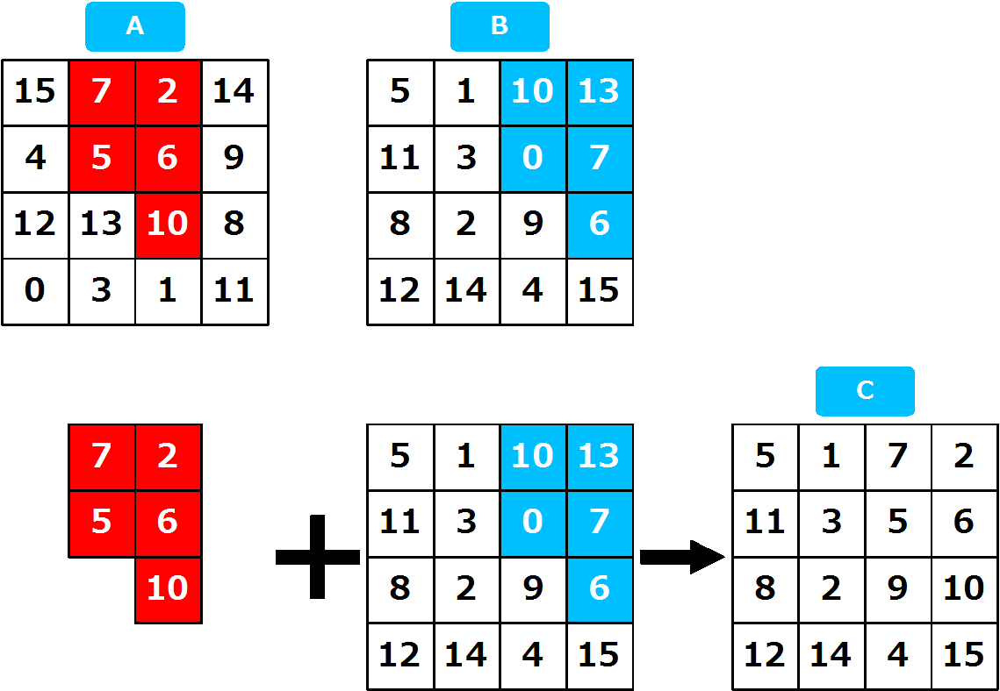 A B
15 7 2 14 5 1 10 13
4 5 6 9 11 3 0 7
12 13 10 8 8 2 9 6
0 3 1 11 12 14 4 15
C
7 2 5 1 10 13 5 1 7 2
5 6 11 3 0 7 11 3 5 6
10 8 2 9 6 8 2 9 10
12 14 4 15 12 14 4 15